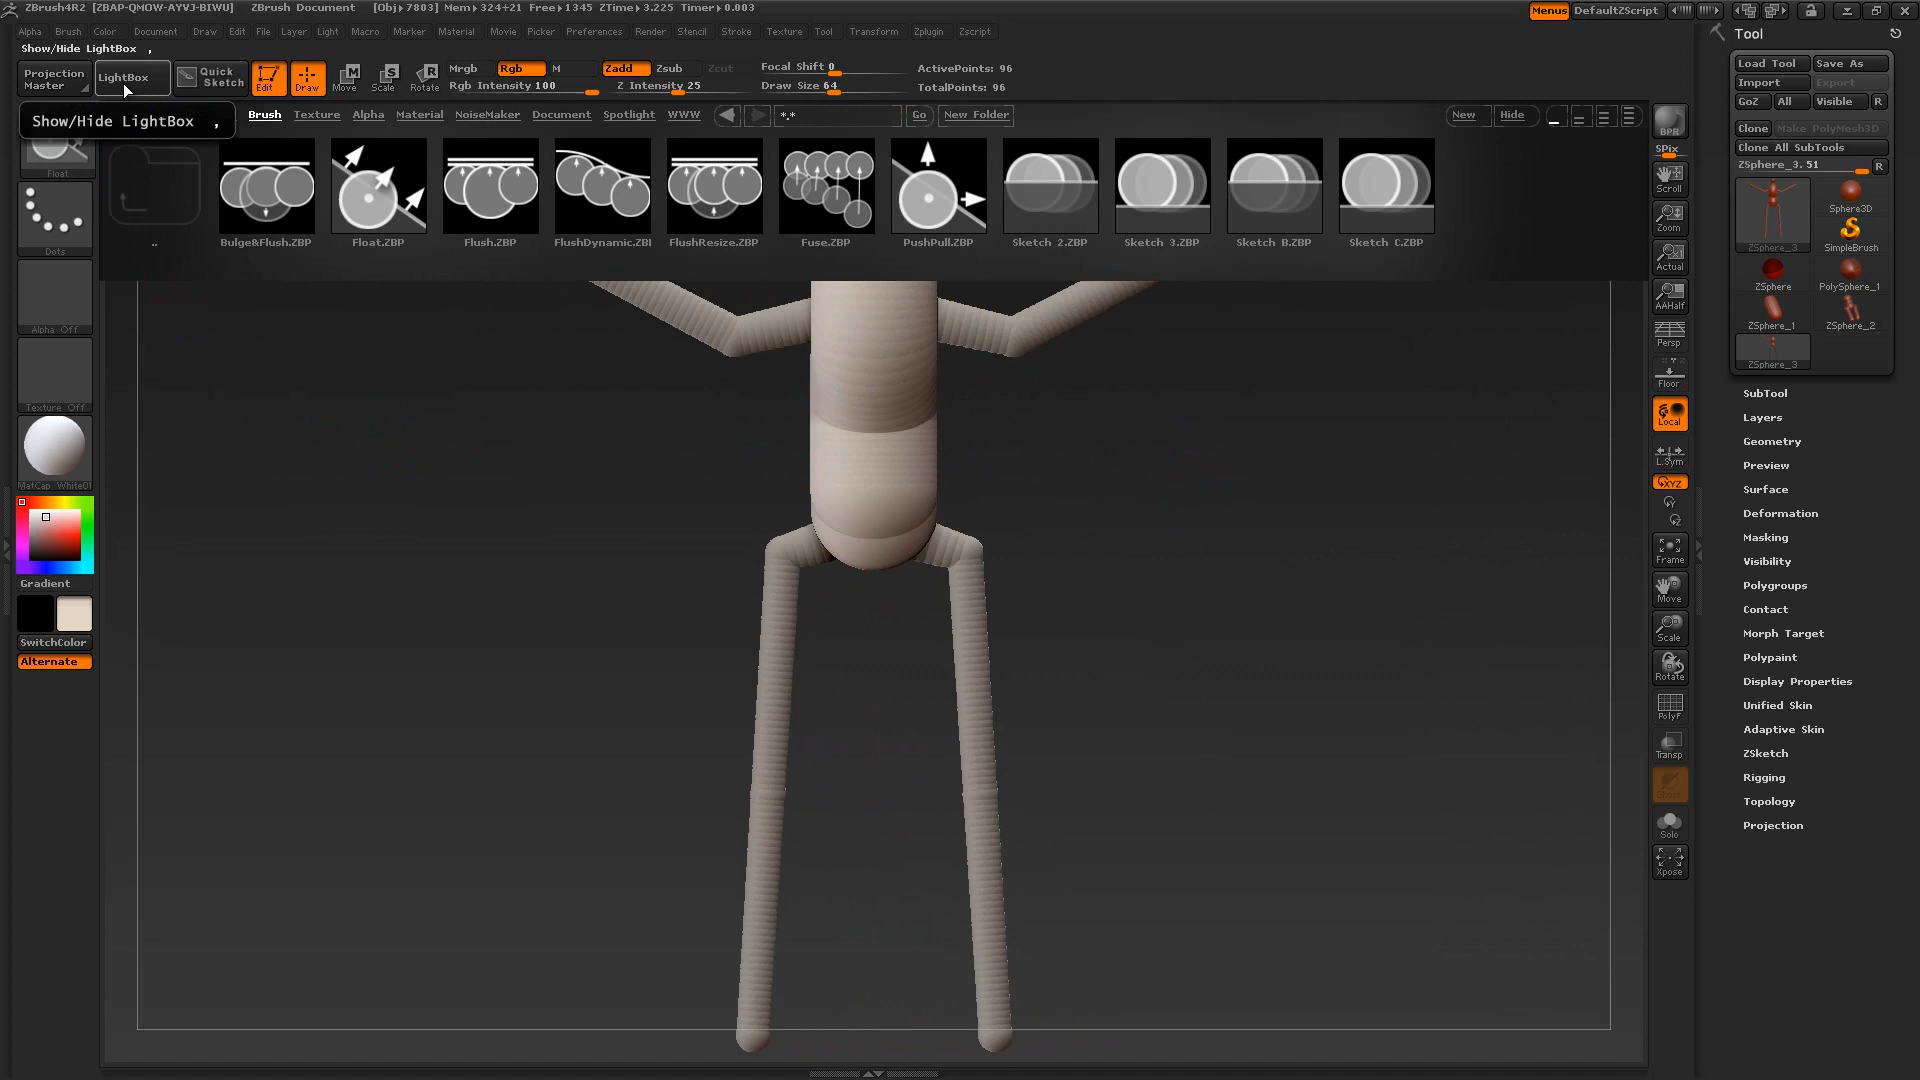 ZBrush4R2 [ZBAP-QMOW-AYVJ-BIWU] ZBrush Document [Obj▸7803] Mem▸324+21 Free▸1345 ZTime▸3.225 Timer▸0.003 Menus DefaultZScript
Alpha Brush Color Document Draw Edit File Layer Light Macro Marker Material Movie Picker Preferences Render Stencil Stroke Texture Tool Transform Zplugin Zscript
Show/Hide LightBox ,
Projection Master
LightBox
Quick Sketch
Edit
Draw
Move
Scale
Rotate
Mrgb Rgb M
Rgb Intensity 100
Zadd Zsub Zcut
Z Intensity 25
Focal Shift 0
Draw Size 64
ActivePoints: 96
TotalPoints: 96
Show/Hide LightBox ,
Brush Texture Alpha Material NoiseMaker Document Spotlight WWW *.* Go New Folder New Hide
.. Bulge&Flush.ZBP Float.ZBP Flush.ZBP FlushDynamic.ZBI FlushResize.ZBP Fuse.ZBP PushPull.ZBP Sketch 2.ZBP Sketch 3.ZBP Sketch B.ZBP Sketch C.ZBP
Float
Dots
Alpha Off
Texture Off
MatCap White01
Gradient
SwitchColor
Alternate
BPR
SPix
Scroll
Zoom
Actual
AAHalf
Persp
Floor
Local
L.Sym
XYZ
Y
Z
Frame
Move
Scale
Rotate
PolyF
Transp
Ghost
Solo
Xpose
Tool
Load Tool Save As
Import Export
GoZ All Visible R
Clone Make PolyMesh3D
Clone All SubTools
ZSphere_3. 51 R
ZSphere_3
Sphere3D
SimpleBrush
ZSphere PolySphere_1
ZSphere_1 ZSphere_2
ZSphere_3
SubTool
Layers
Geometry
Preview
Surface
Deformation
Masking
Visibility
Polygroups
Contact
Morph Target
Polypaint
Display Properties
Unified Skin
Adaptive Skin
ZSketch
Rigging
Topology
Projection